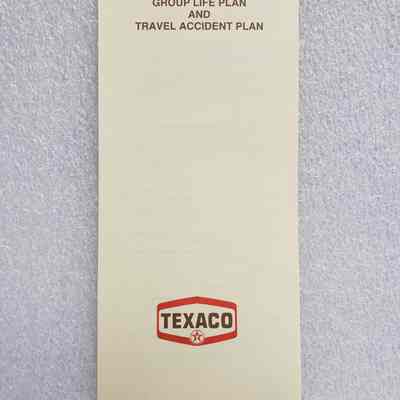 GROUP LIFE PLAN
AND
TRAVEL ACCIDENT PLAN
TEXACO